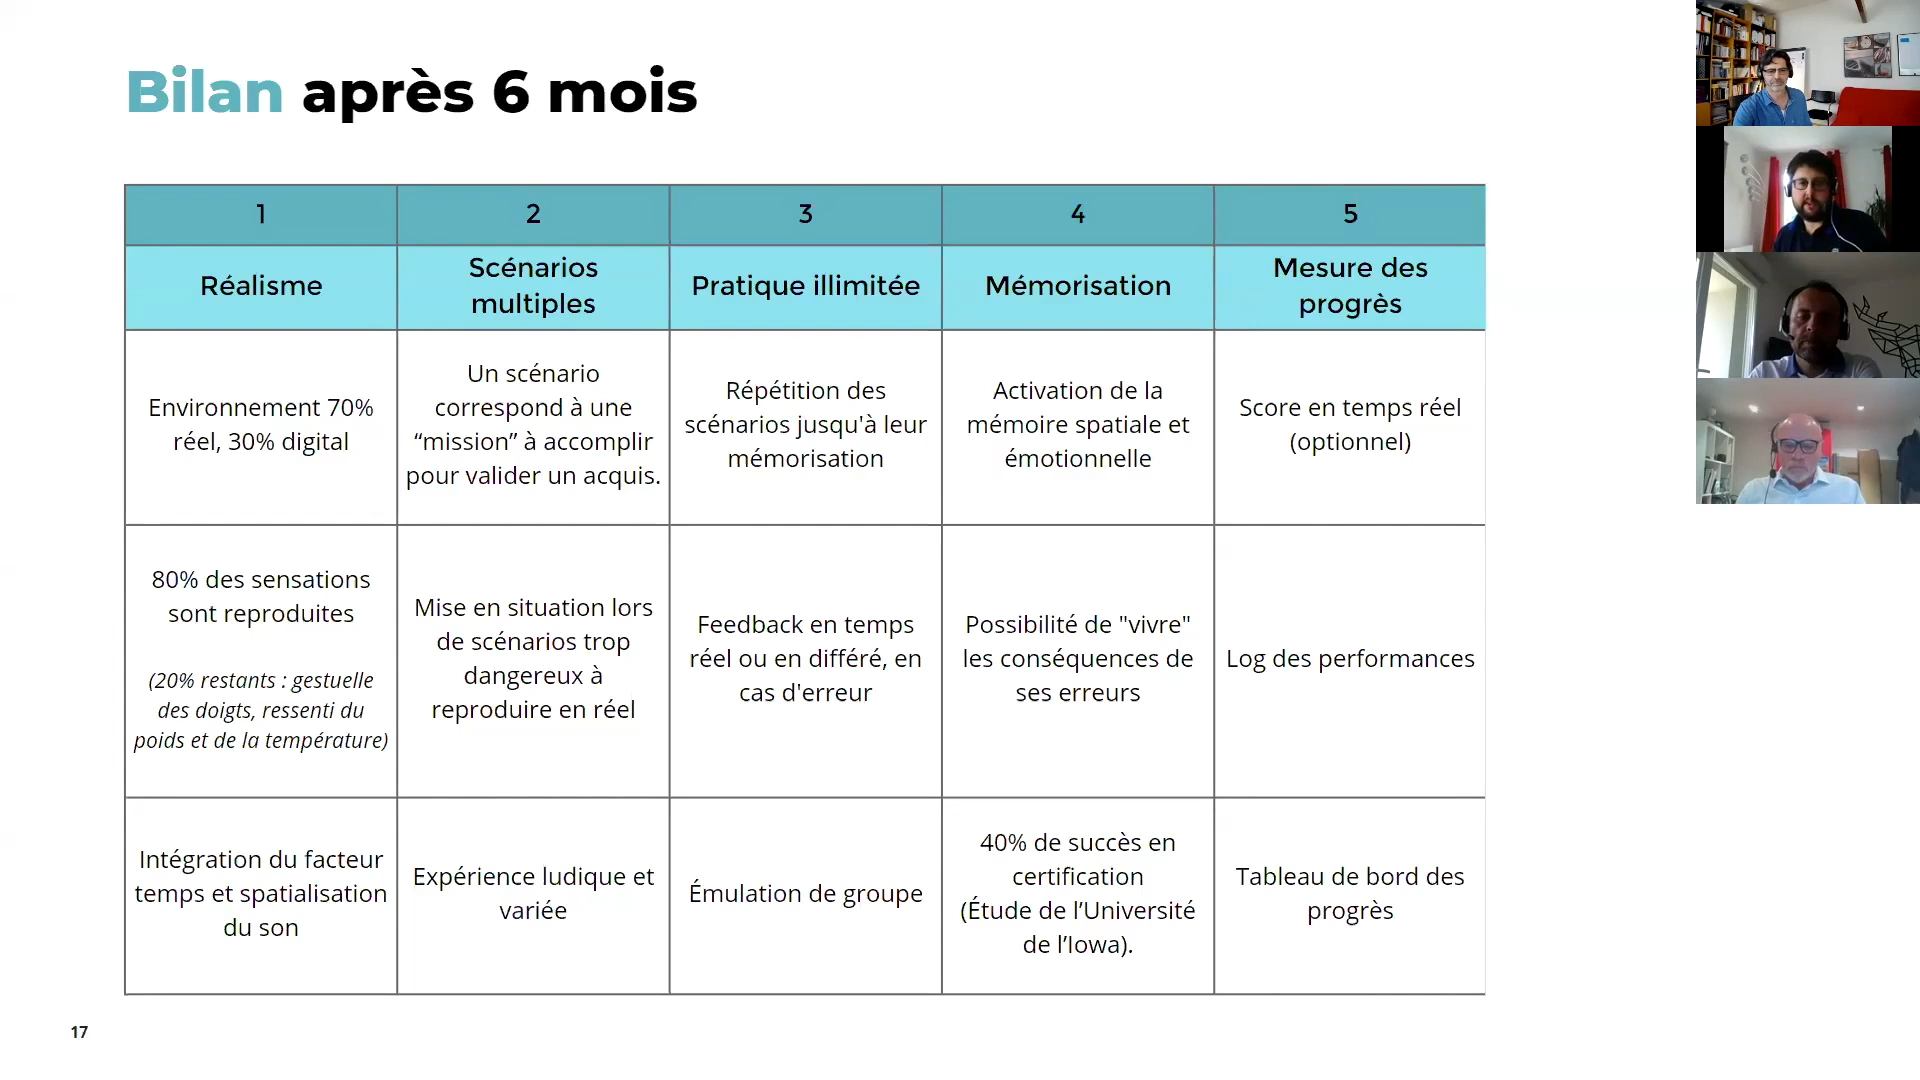 Bilan après 6 mois
1
2
3
4
5
Réalisme
Scénarios
multiples
Pratique illimitée
Mémorisation
Mesure des
progrès
Environnement 70%
réel, 30% digital
Un scénario
correspond à une
“mission” à accomplir
pour valider un acquis.
Répétition des
scénarios jusqu'à leur
mémorisation
Activation de la
mémoire spatiale et
émotionnelle
Score en temps réel
(optionnel)
80% des sensations
sont reproduites
(20% restants : gestuelle
des doigts, ressenti du
poids et de la température)
Mise en situation lors
de scénarios trop
dangereux à
reproduire en réel
Feedback en temps
réel ou en différé, en
cas d'erreur
Possibilité de "vivre"
les conséquences de
ses erreurs
Log des performances
Intégration du facteur
temps et spatialisation
du son
Expérience ludique et
variée
Émulation de groupe
40% de succès en
certification
(Étude de l’Université
de l’Iowa).
Tableau de bord des
progrès
17